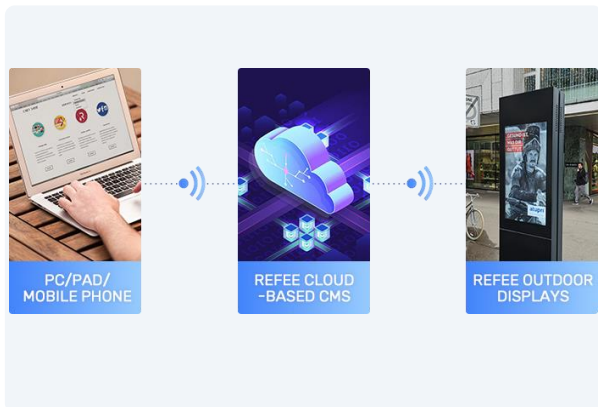 PC/PAD/
MOBILE PHONE
REFEE CLOUD
-BASED CMS
REFEE OUTDOOR
DISPLAYS